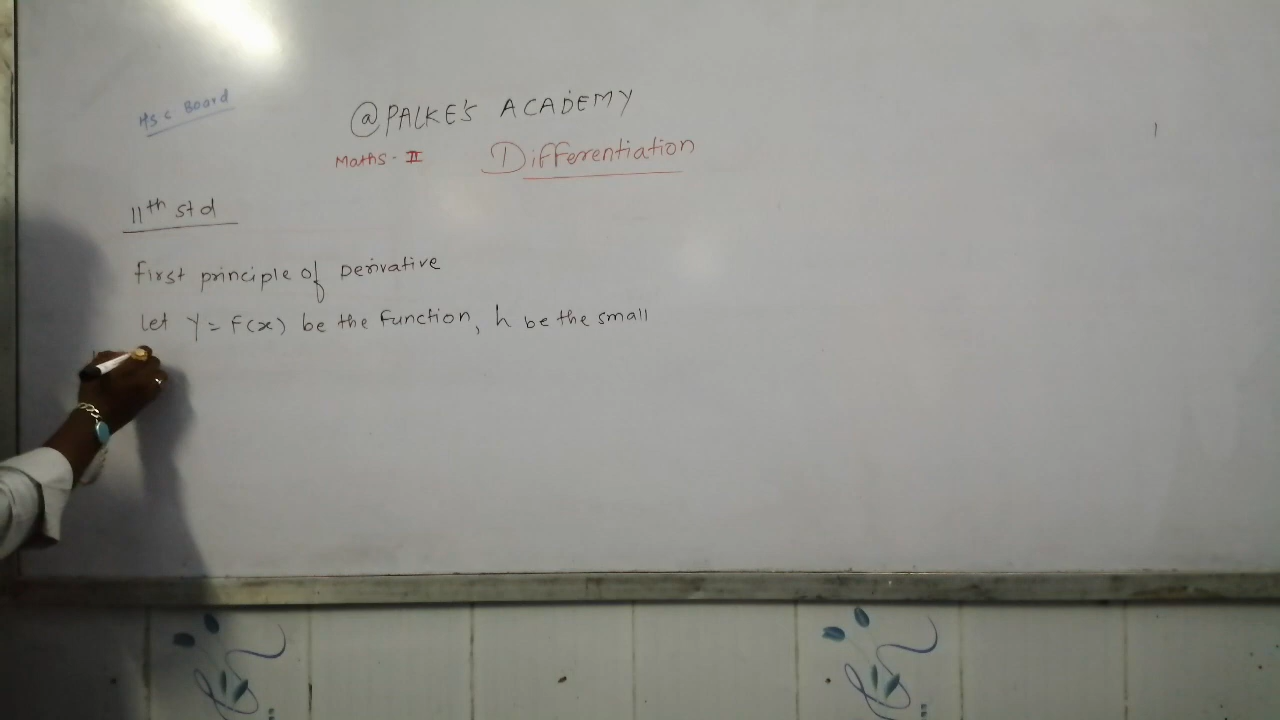 Hsc Board
@PALKE'S ACADEMY
Maths - II Differentiation
11th std
First principle of Derivative
let y = f(x) be the function, h be the small